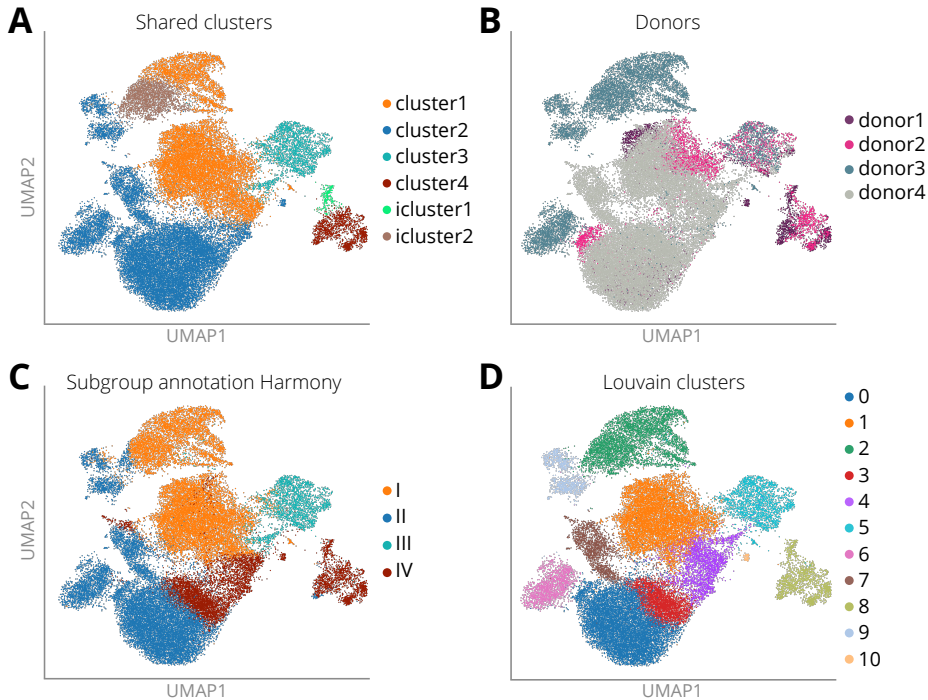 A
Shared clusters
UMAP2
UMAP1
cluster1
cluster2
cluster3
cluster4
icluster1
icluster2
B
Donors
UMAP1
donor1
donor2
donor3
donor4
C
Subgroup annotation Harmony
UMAP2
UMAP1
I
II
III
IV
D
Louvain clusters
UMAP1
0
1
2
3
4
5
6
7
8
9
10